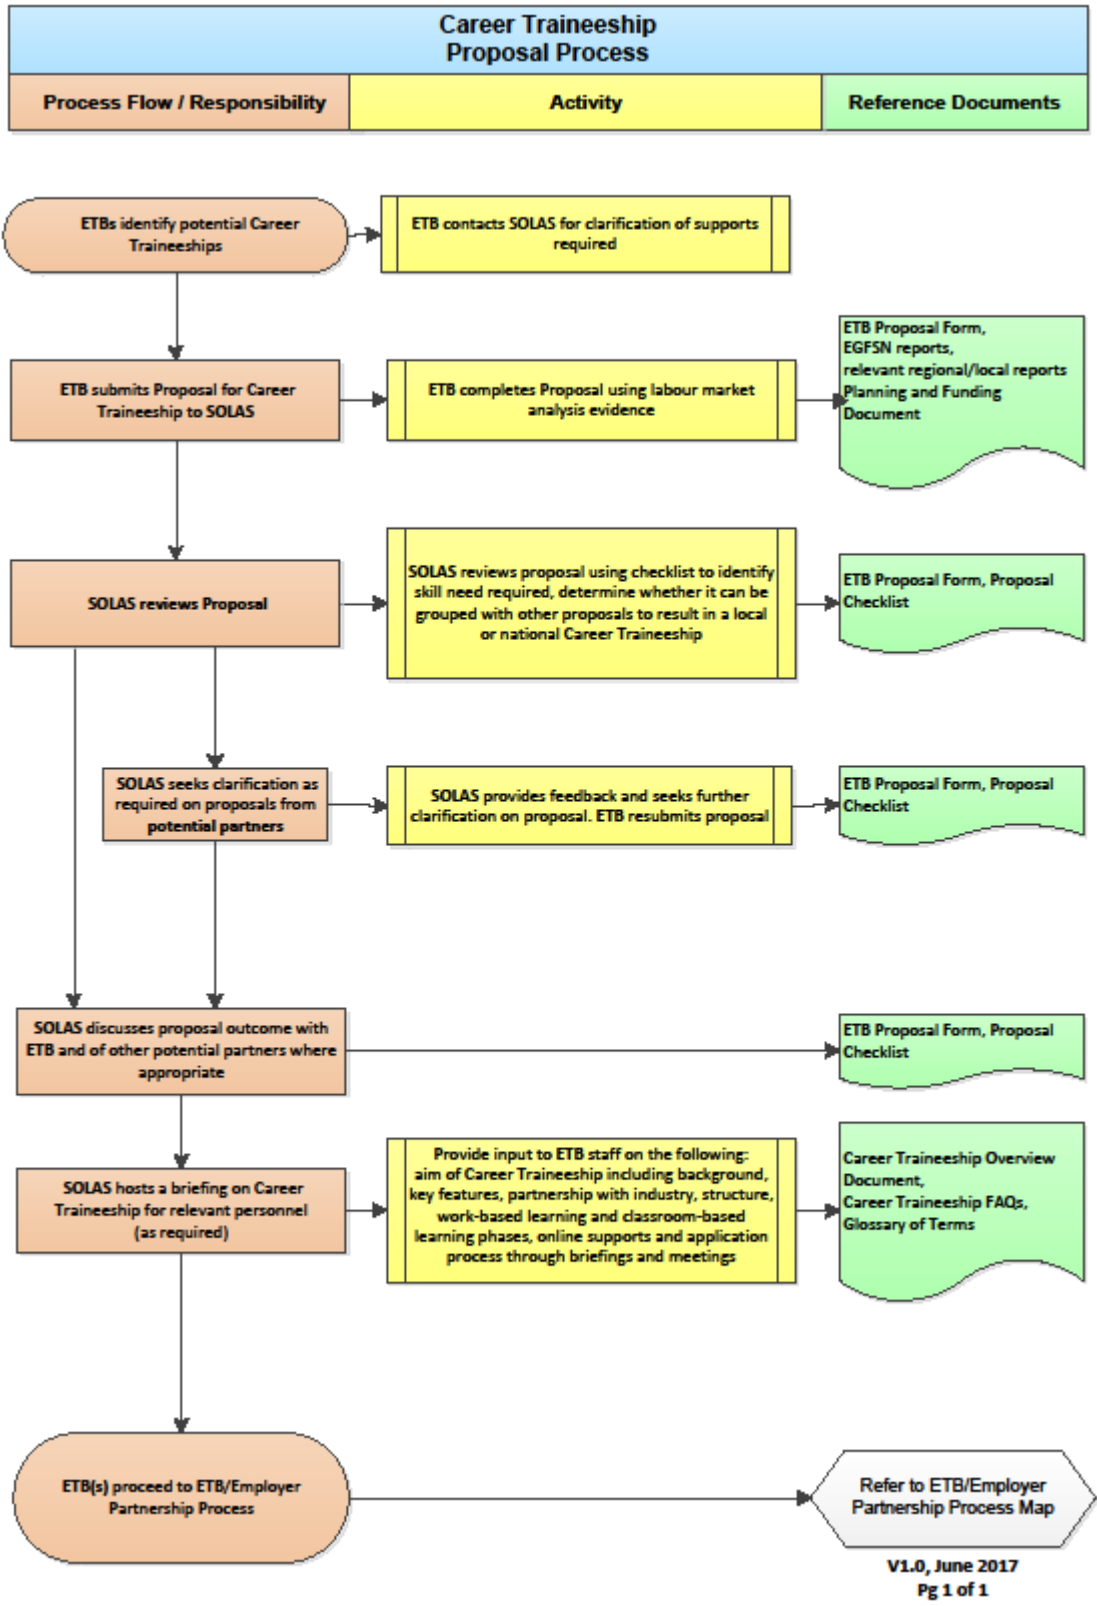 Career Traineeship
Proposal Process
Process Flow / Responsibility
Activity
Reference Documents
ETBs identify potential Career
Traineeships
ETB contacts SOLAS for clarification of supports
required
ETB submits Proposal for Career
Traineeship to SOLAS
ETB completes Proposal using labour market
analysis evidence
ETB Proposal Form,
EGFSN reports,
relevant regional/local reports
Planning and Funding
Document
SOLAS reviews Proposal
SOLAS reviews proposal using checklist to identify
skill need required, determine whether it can be
grouped with other proposals to result in a local
or national Career Traineeship
ETB Proposal Form, Proposal
Checklist
SOLAS seeks clarification as
required on proposals from
potential partners
SOLAS provides feedback and seeks further
clarification on proposal. ETB resubmits proposal
ETB Proposal Form, Proposal
Checklist
SOLAS discusses proposal outcome with
ETB and of other potential partners where
appropriate
ETB Proposal Form, Proposal
Checklist
SOLAS hosts a briefing on Career
Traineeship for relevant personnel
(as required)
Provide input to ETB staff on the following:
aim of Career Traineeship including background,
key features, partnership with industry, structure,
work-based learning and classroom-based
learning phases, online supports and application
process through briefings and meetings
Career Traineeship Overview
Document,
Career Traineeship FAQs,
Glossary of Terms
ETB(s) proceed to ETB/Employer
Partnership Process
Refer to ETB/Employer
Partnership Process Map
V1.0, June 2017
Pg 1 of 1